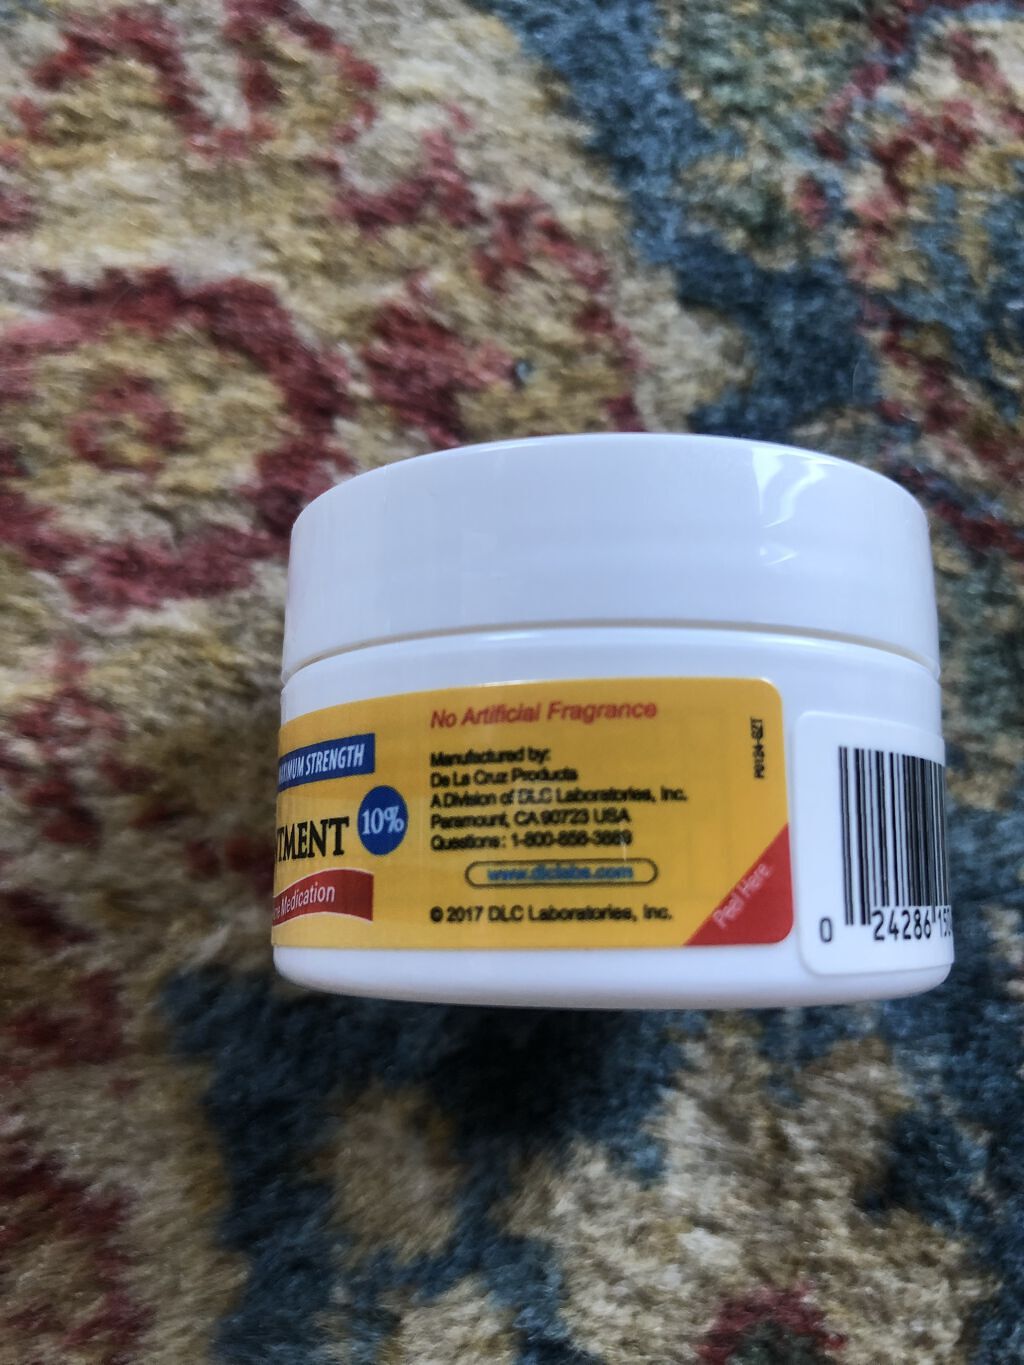 MAXIMUM STRENGTH
TMENT
10%
Medication
No Artificial Fragrance
Manufactured by:
De La Cruz Products
A Division of DLC Laboratories, Inc.
Paramount, CA 90723 USA
Questions: 1-800-858-3889
www.dlclabs.com
© 2017 DLC Laboratories, Inc.
Peel Here
0 24286 150